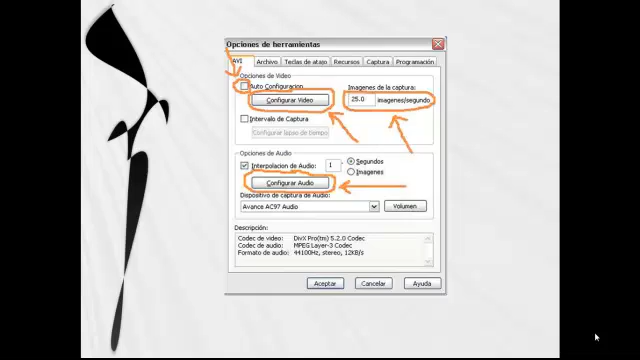 Opciones de herramientas
AVI Archivo Teclas de atajo Recursos Captura Programación
Opciones de Video
Auto Configuracion
Imagenes de la captura:
Configurar Video
25.0 imagenes/segundo
Intervalo de Captura
Configurar lapso de tiempo
Opciones de Audio
Interpolacion de Audio: 1 Segundos
Imagenes
Configurar Audio
Dispositivo de captura de Audio:
Avance AC97 Audio Volumen
Descripción:
Codec de video: DivX Pro(tm) 5.2.0 Codec
Codec de audio: MPEG Layer-3 Codec
Formato de audio: 44100Hz, stereo, 12KB/s
Aceptar Cancelar Ayuda